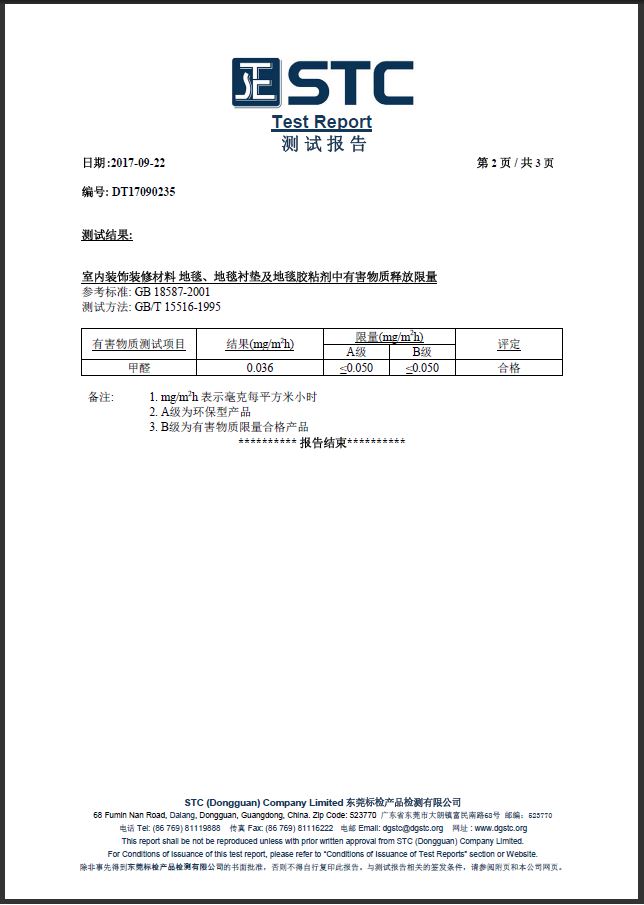 STC
Test Report
测试报告
日期:2017-09-22 第 2 页 / 共 3 页
编号: DT17090235
测试结果:
室内装饰装修材料 地毯、地毯衬垫及地毯胶粘剂中有害物质释放限量
参考标准: GB 18587-2001
测试方法: GB/T 15516-1995
有害物质测试项目 结果(mg/m²h) 限量(mg/m²h) 评定
A级 B级
甲醛 0.036 ≤0.050 ≤0.050 合格
备注: 1. mg/m²h 表示毫克每平方米小时
2. A级为环保型产品
3. B级为有害物质限量合格产品
********** 报告结束**********
STC (Dongguan) Company Limited 东莞标检产品检测有限公司
68 Fumin Nan Road, Dalang, Dongguan, Guangdong, China. Zip Code: 523770 广东省东莞市大朗镇富民南路68号 邮编: 523770
电话 Tel: (86 769) 81119888 传真 Fax: (86 769) 81116222 电邮 Email: dgstc@dgstc.org 网址 : www.dgstc.org
This report shall not be reproduced unless with prior written approval from STC (Dongguan) Company Limited.
For Conditions of Issuance of this test report, please refer to "Conditions of Issuance of Test Reports" section or Website.
除非事先得到东莞标检产品检测有限公司的书面批准，否则不得自行复印此报告，与测试报告相关的签发条件，请参阅附页和本公司网页。